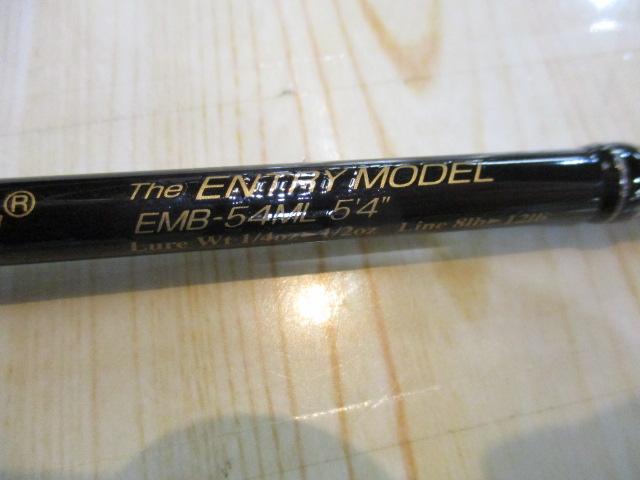 ®
The ENTRY MODEL
EMB-54ML 5'4"
Lure Wt 1/4oz~1/2oz Line 8lb~12lb